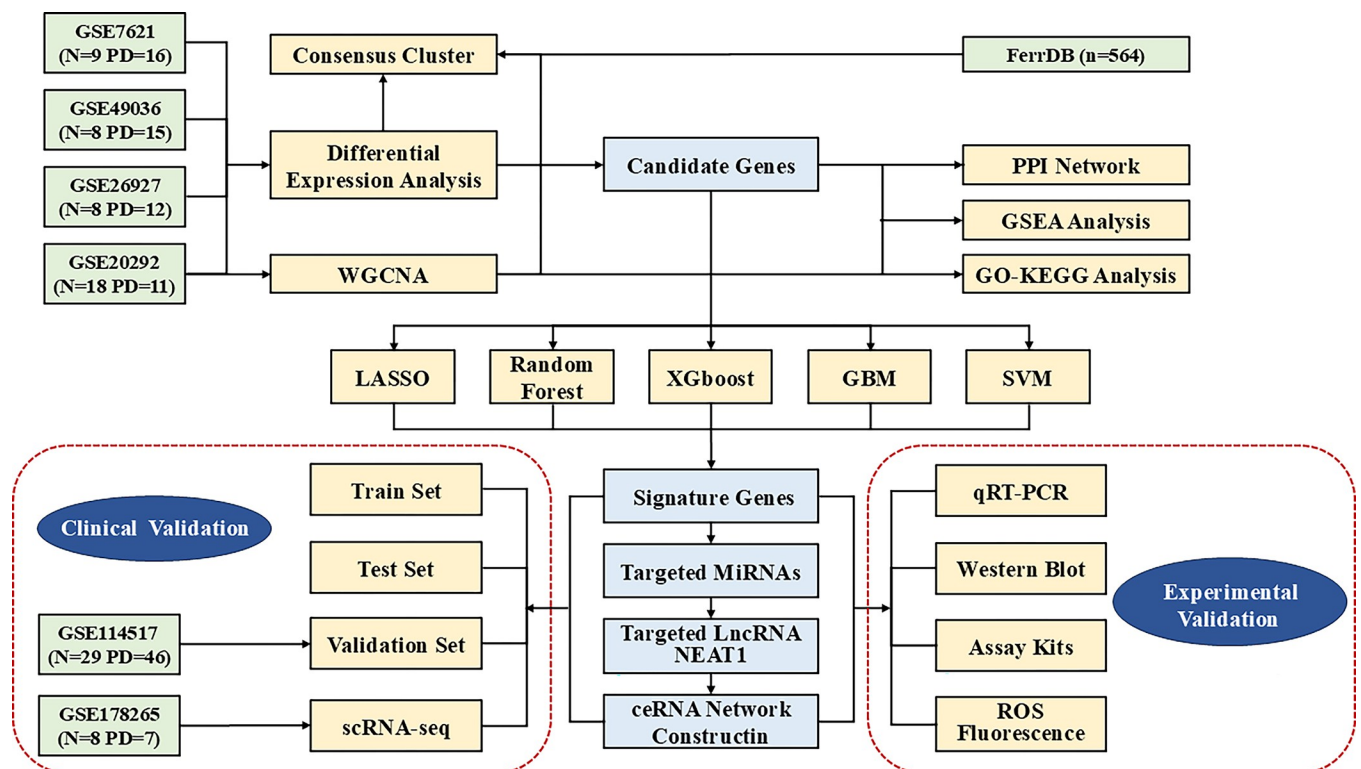 GSE7621
(N=9 PD=16)
GSE49036
(N=8 PD=15)
GSE26927
(N=8 PD=12)
GSE20292
(N=18 PD=11)
Consensus Cluster
Differential
Expression Analysis
WGCNA
FerrDB (n=564)
Candidate Genes
PPI Network
GSEA Analysis
GO-KEGG Analysis
LASSO
Random
Forest
XGboost
GBM
SVM
Clinical Validation
Train Set
Test Set
GSE114517
(N=29 PD=46)
Validation Set
GSE178265
(N=8 PD=7)
scRNA-seq
Signature Genes
Targeted MiRNAs
Targeted LncRNA
NEAT1
ceRNA Network
Constructin
qRT-PCR
Western Blot
Assay Kits
ROS
Fluorescence
Experimental
Validation